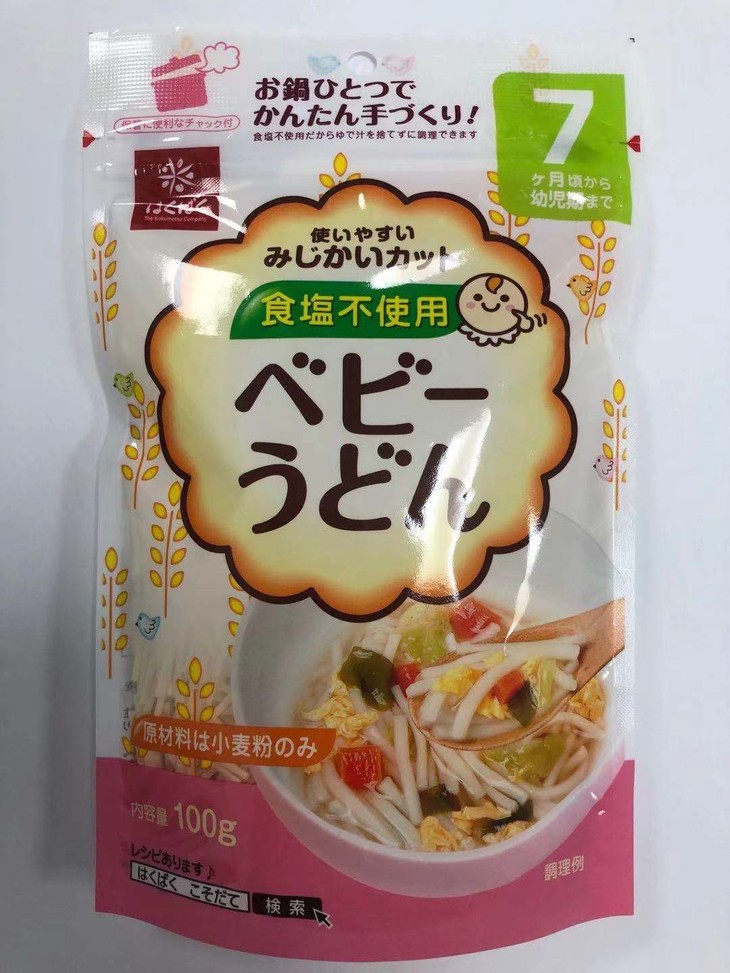 お鍋ひとつで
かんたん手づくり!
食塩不使用だからゆで汁を捨てずに調理できます
保存に便利なチャック付
7
ヶ月頃から
幼児期まで
はくばく
The Kokumotsu Company
使いやすい
みじかいカット
食塩不使用
ベビー
うどん
原材料は小麦粉のみ
内容量 100g
レシピあります♪
はくばく こそだて 検索
調理例